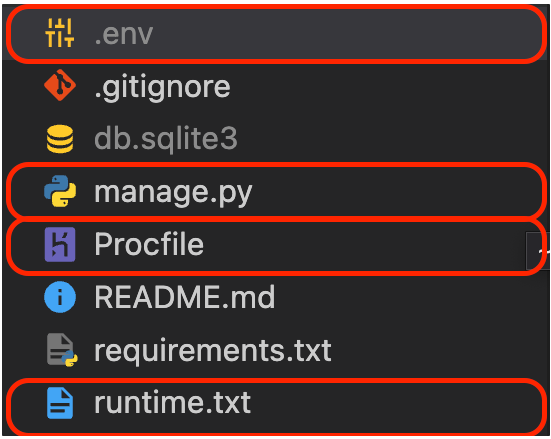 .env
.gitignore
db.sqlite3
manage.py
Procfile
README.md
requirements.txt
runtime.txt